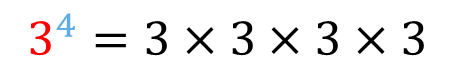 3⁴ = 3 × 3 × 3 × 3